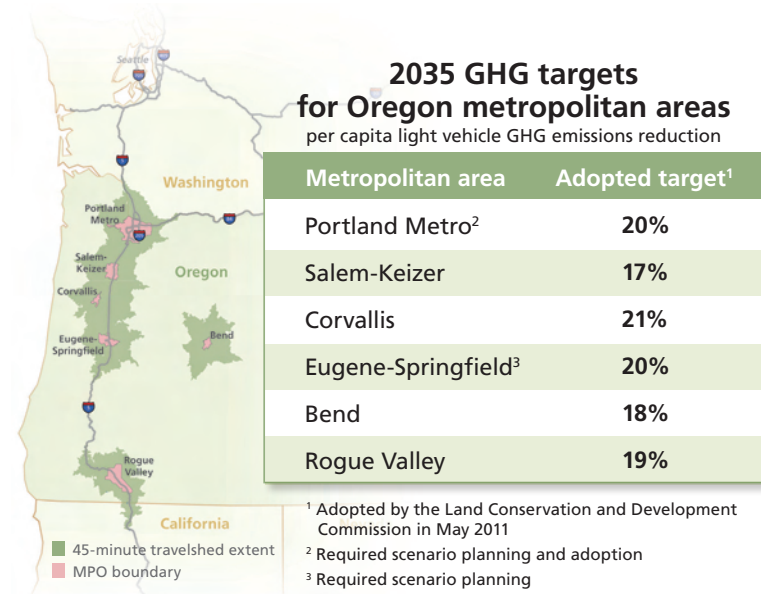 2035 GHG targets
for Oregon metropolitan areas
per capita light vehicle GHG emissions reduction
Metropolitan area Adopted target¹
Portland Metro² 20%
Salem-Keizer 17%
Corvallis 21%
Eugene-Springfield³ 20%
Bend 18%
Rogue Valley 19%
¹ Adopted by the Land Conservation and Development
Commission in May 2011
² Required scenario planning and adoption
³ Required scenario planning
Seattle
Washington
Portland
Metro
Salem-
Keizer
Oregon
Corvallis
Eugene-
Springfield
Bend
Rogue
Valley
California
45-minute travelshed extent
MPO boundary